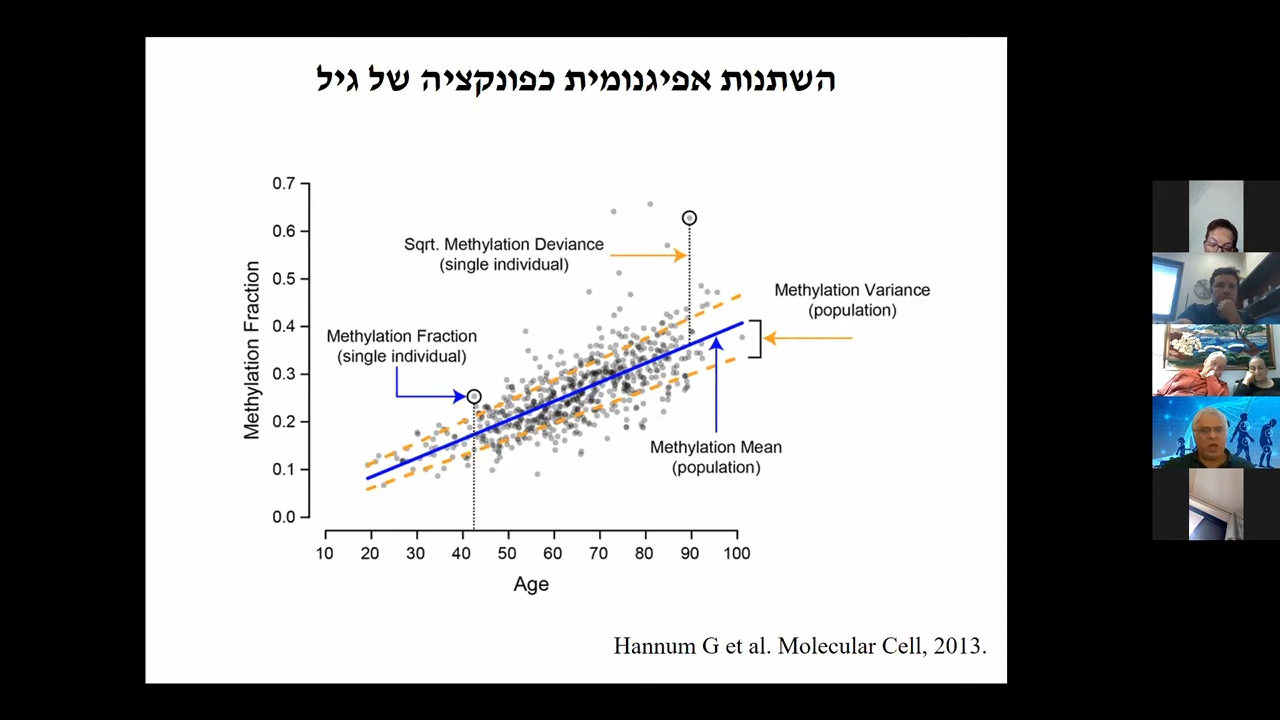 השתנות אפיגנומית כפונקציה של גיל
0.7
0.6
0.5
0.4
0.3
0.2
0.1
0.0
Methylation Fraction
Sqrt. Methylation Deviance
(single individual)
Methylation Variance
(population)
Methylation Fraction
(single individual)
Methylation Mean
(population)
10 20 30 40 50 60 70 80 90 100
Age
Hannum G et al. Molecular Cell, 2013.